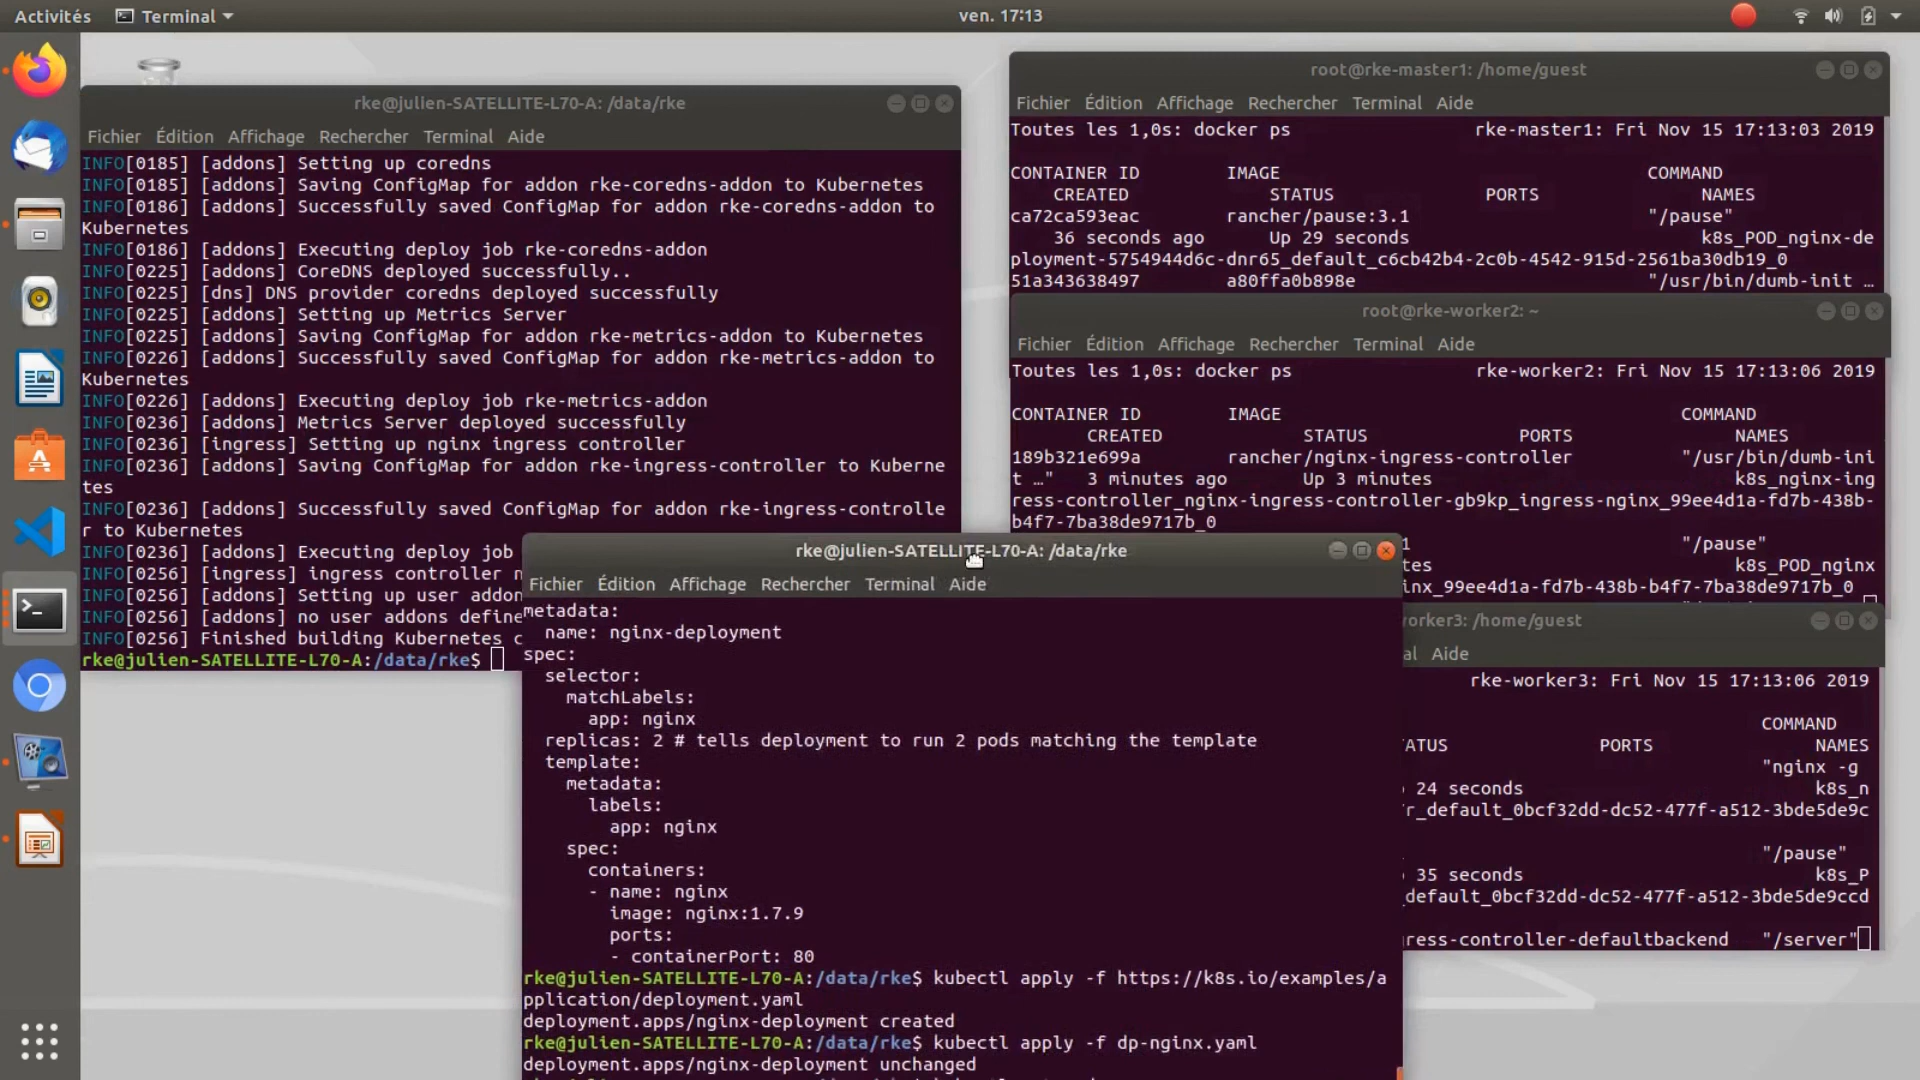 Activités
Terminal
ven. 17:13
rke@julien-SATELLITE-L70-A: /data/rke
Fichier Édition Affichage Rechercher Terminal Aide
INFO[0185] [addons] Setting up coredns
INFO[0185] [addons] Saving ConfigMap for addon rke-coredns-addon to Kubernetes
INFO[0186] [addons] Successfully saved ConfigMap for addon rke-coredns-addon to
Kubernetes
INFO[0186] [addons] Executing deploy job rke-coredns-addon
INFO[0225] [addons] CoreDNS deployed successfully..
INFO[0225] [dns] DNS provider coredns deployed successfully
INFO[0225] [addons] Setting up Metrics Server
INFO[0225] [addons] Saving ConfigMap for addon rke-metrics-addon to Kubernetes
INFO[0226] [addons] Successfully saved ConfigMap for addon rke-metrics-addon to
Kubernetes
INFO[0226] [addons] Executing deploy job rke-metrics-addon
INFO[0236] [addons] Metrics Server deployed successfully
INFO[0236] [ingress] Setting up nginx ingress controller
INFO[0236] [addons] Saving ConfigMap for addon rke-ingress-controller to Kuberne
tes
INFO[0236] [addons] Successfully saved ConfigMap for addon rke-ingress-controlle
r to Kubernetes
INFO[0236] [addons] Executing deploy job
INFO[0256] [ingress] ingress controller n
INFO[0256] [addons] Setting up user addon
INFO[0256] [addons] no user addons define
INFO[0256] Finished building Kubernetes c
rke@julien-SATELLITE-L70-A:/data/rke$
root@rke-master1: /home/guest
Fichier Édition Affichage Rechercher Terminal Aide
Toutes les 1,0s: docker ps rke-master1: Fri Nov 15 17:13:03 2019
CONTAINER ID IMAGE COMMAND
CREATED STATUS PORTS NAMES
ca72ca593eac rancher/pause:3.1 "/pause"
36 seconds ago Up 29 seconds k8s_POD_nginx-de
ployment-5754944d6c-dnr65_default_c6cb42b4-2c0b-4542-915d-2561ba30db19_0
51a343638497 a80ffa0b898e "/usr/bin/dumb-init …
root@rke-worker2: ~
Fichier Édition Affichage Rechercher Terminal Aide
Toutes les 1,0s: docker ps rke-worker2: Fri Nov 15 17:13:06 2019
CONTAINER ID IMAGE COMMAND
CREATED STATUS PORTS NAMES
189b321e699a rancher/nginx-ingress-controller "/usr/bin/dumb-ini
t …" 3 minutes ago Up 3 minutes k8s_nginx-ing
ress-controller_nginx-ingress-controller-gb9kp_ingress-nginx_99ee4d1a-fd7b-438b-
b4f7-7ba38de9717b_0
1 "/pause"
tes k8s_POD_nginx
inx_99ee4d1a-fd7b-438b-b4f7-7ba38de9717b_0
orker3: /home/guest
al Aide
rke-worker3: Fri Nov 15 17:13:06 2019
COMMAND
ATUS PORTS NAMES
"nginx -g
24 seconds k8s_n
r_default_0bcf32dd-dc52-477f-a512-3bde5de9c
"/pause"
35 seconds k8s_P
_default_0bcf32dd-dc52-477f-a512-3bde5de9ccd
ress-controller-defaultbackend "/server"
rke@julien-SATELLITE-L70-A: /data/rke
Fichier Édition Affichage Rechercher Terminal Aide
metadata:
name: nginx-deployment
spec:
selector:
matchLabels:
app: nginx
replicas: 2 # tells deployment to run 2 pods matching the template
template:
metadata:
labels:
app: nginx
spec:
containers:
- name: nginx
image: nginx:1.7.9
ports:
- containerPort: 80
rke@julien-SATELLITE-L70-A:/data/rke$ kubectl apply -f https://k8s.io/examples/a
pplication/deployment.yaml
deployment.apps/nginx-deployment created
rke@julien-SATELLITE-L70-A:/data/rke$ kubectl apply -f dp-nginx.yaml
deployment.apps/nginx-deployment unchanged